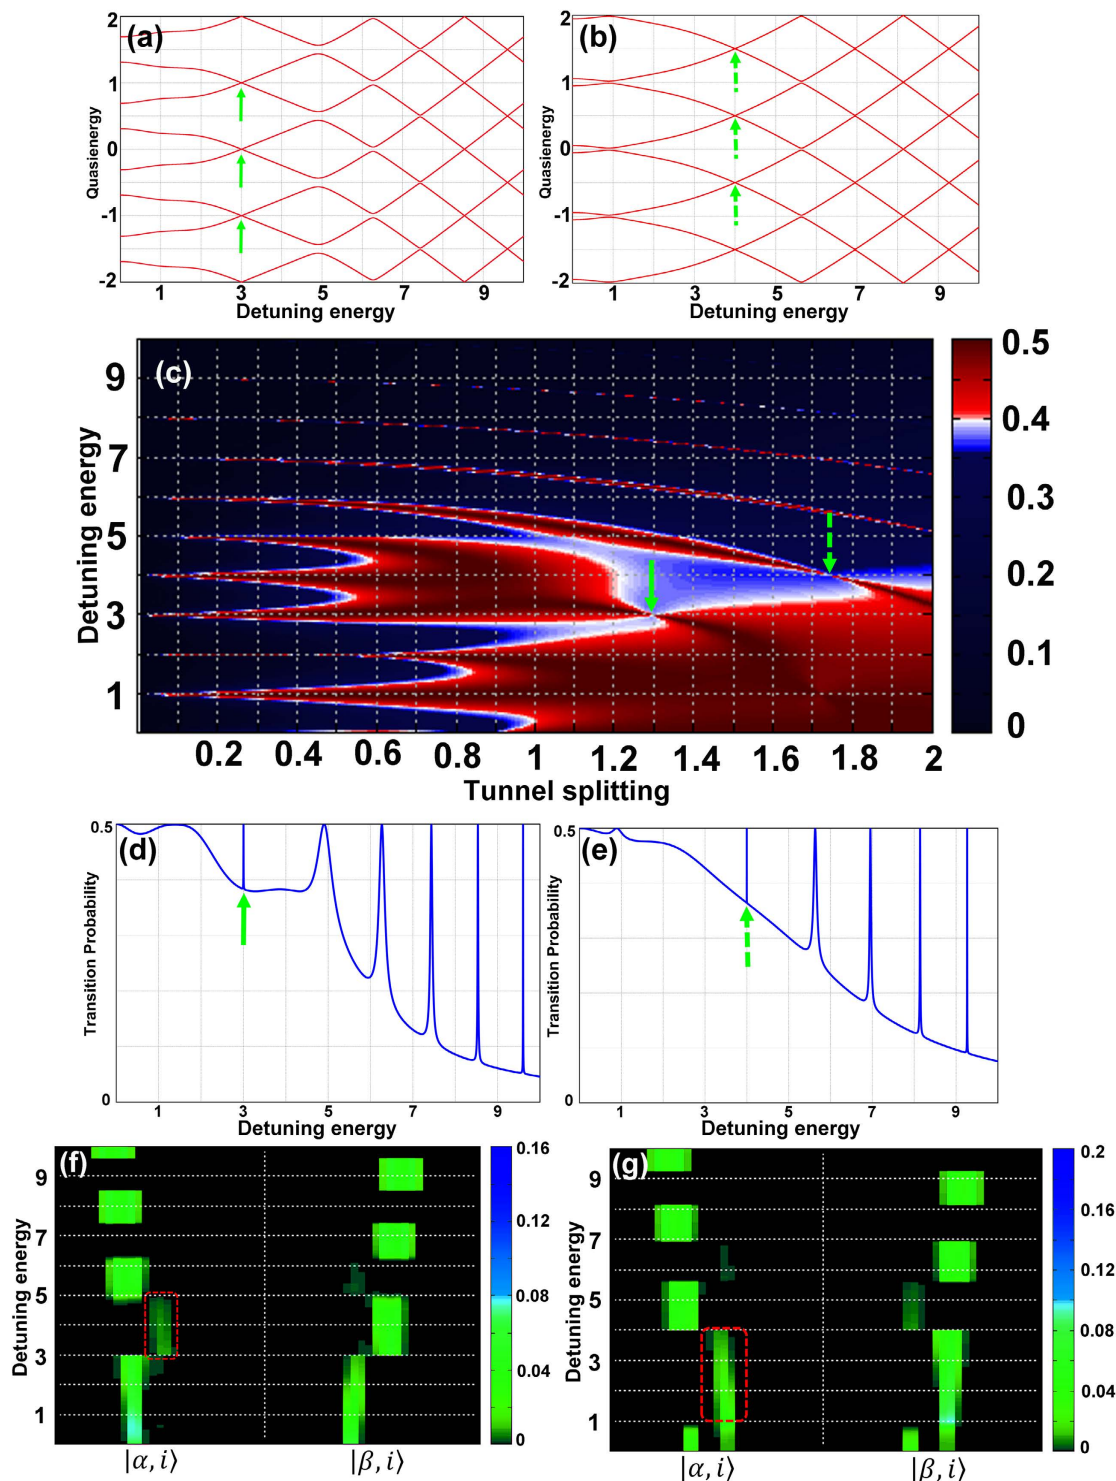 (a)
2
1
0
-1
-2
Quasienergy
1 3 5 7 9
Detuning energy
(b)
2
1
0
-1
-2
Quasienergy
1 3 5 7 9
Detuning energy
(c)
9
7
5
3
1
Detuning energy
0.2 0.4 0.6 0.8 1 1.2 1.4 1.6 1.8 2
Tunnel splitting
0.5
0.4
0.3
0.2
0.1
0
(d)
0.5
0
Transition Probability
1 3 5 7 9
Detuning energy
(e)
0.5
0
Transition Probability
1 3 5 7 9
Detuning energy
(f)
9
7
5
3
1
Detuning energy
|α, i⟩ |β, i⟩
0.16
0.12
0.08
0.04
0
(g)
9
7
5
3
1
Detuning energy
|α, i⟩ |β, i⟩
0.2
0.16
0.12
0.08
0.04
0